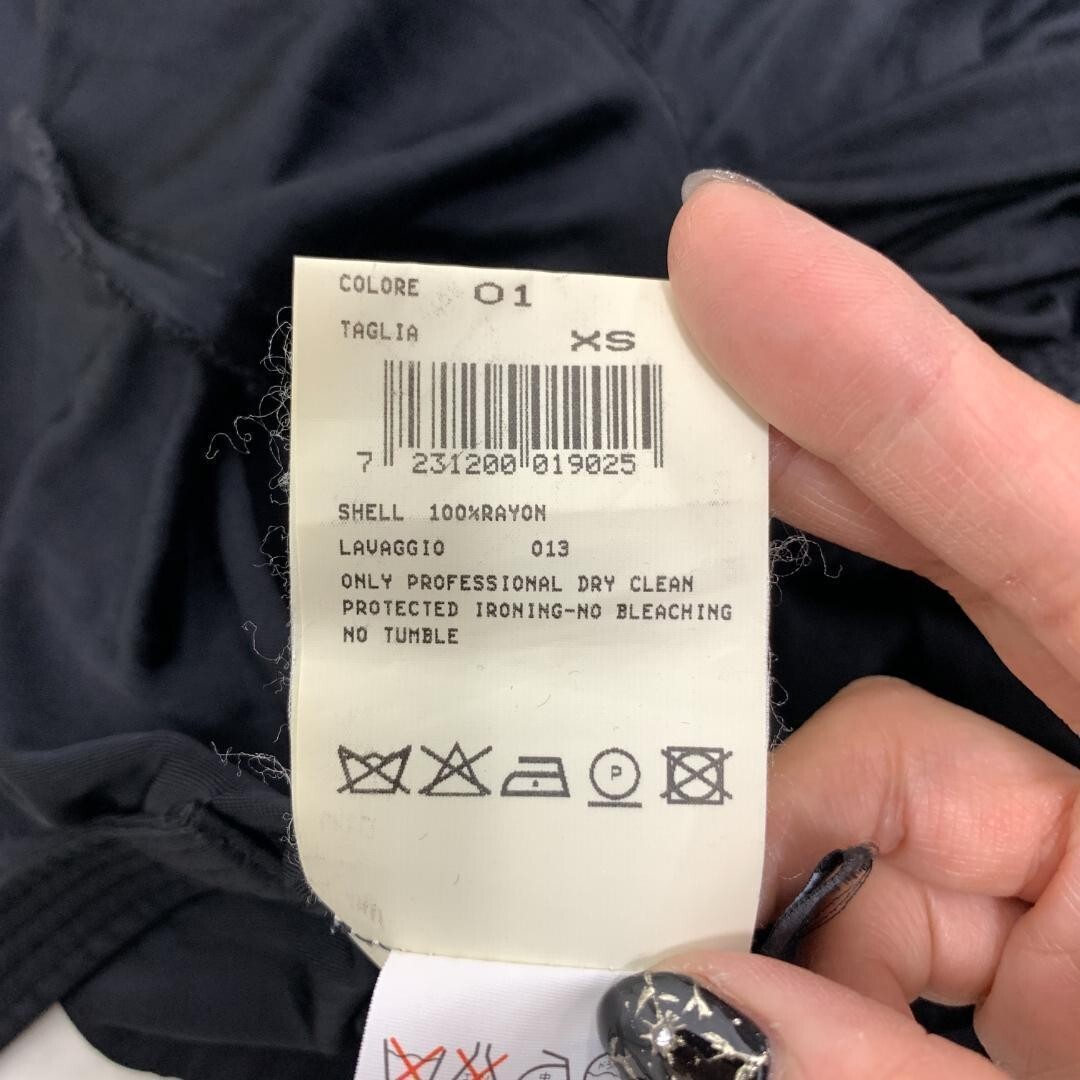 COLORE 01
TAGLIA XS
7 231200 019025
SHELL 100%RAYON
LAVAGGIO 013
ONLY PROFESSIONAL DRY CLEAN
PROTECTED IRONING-NO BLEACHING
NO TUMBLE
P